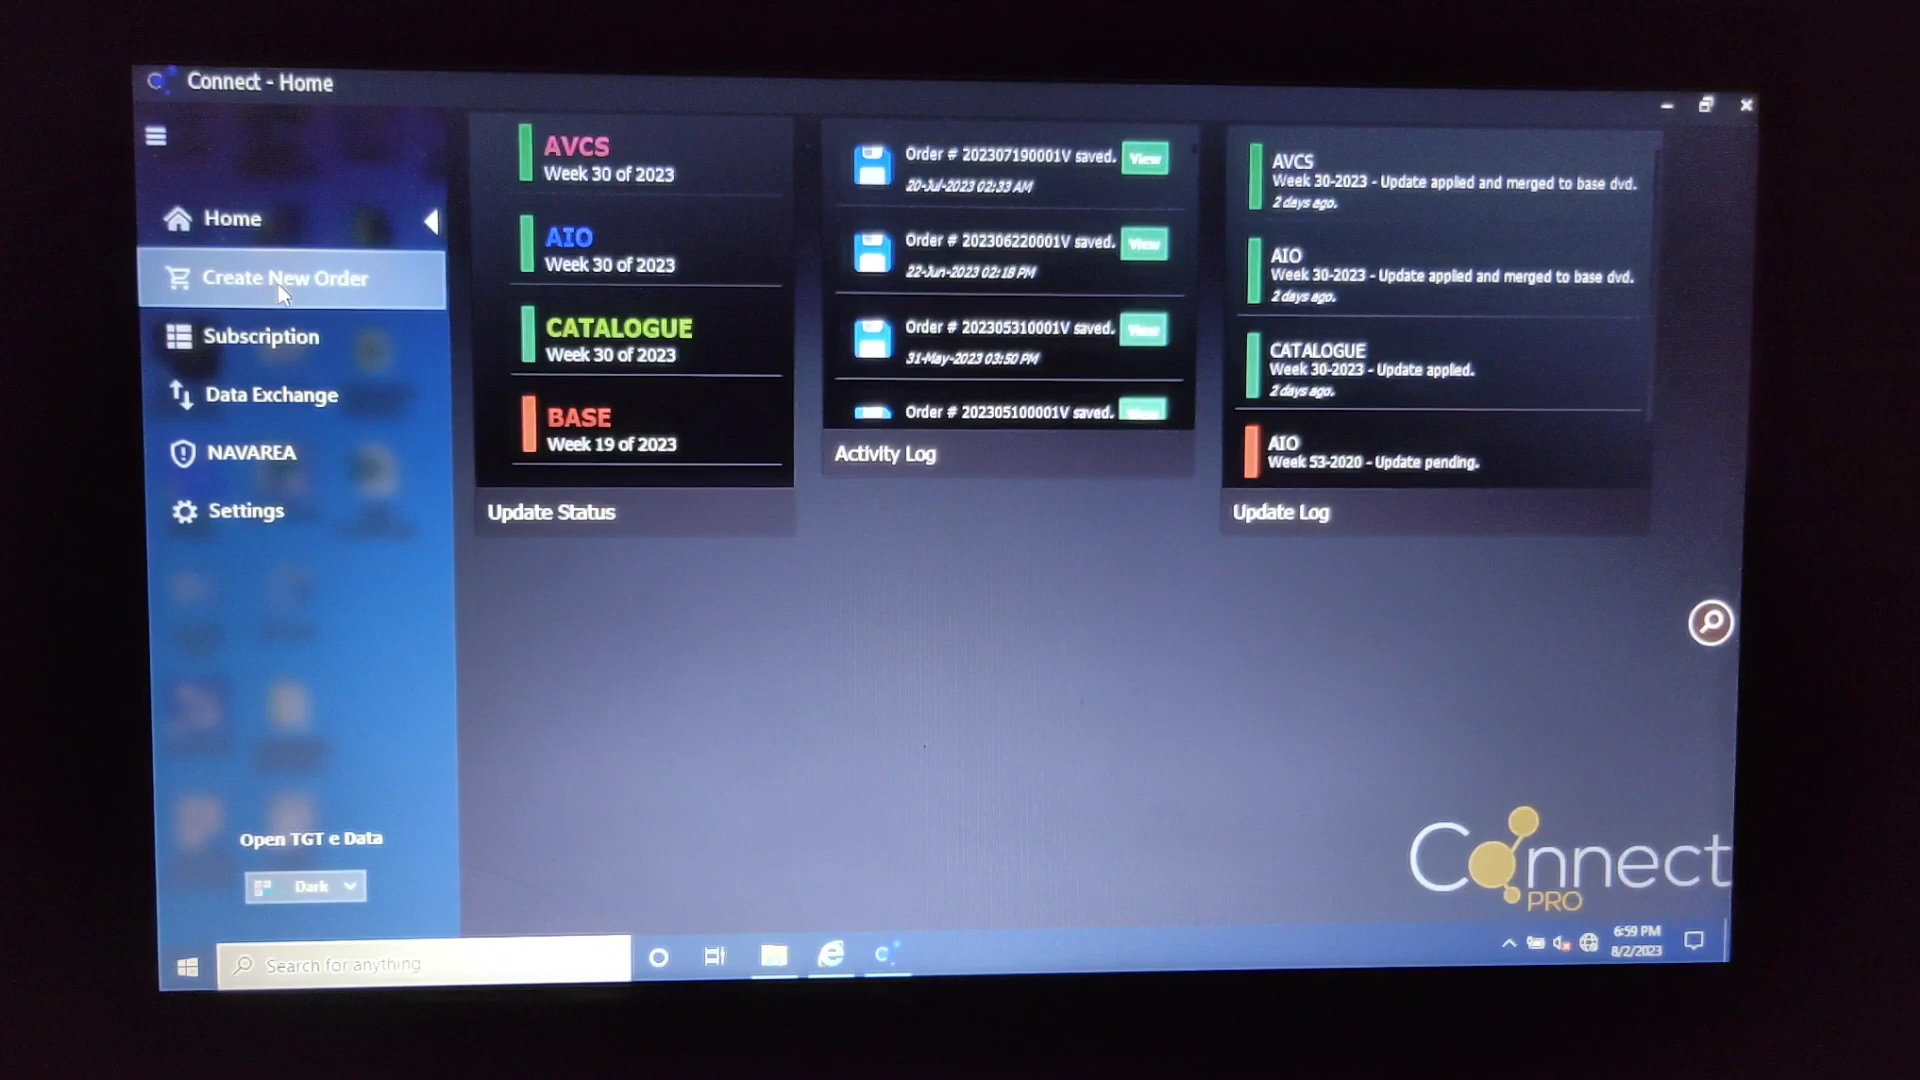 Connect - Home
Home
Create New Order
Subscription
Data Exchange
NAVAREA
Settings
Open TGT e Data
Dark
AVCS
Week 30 of 2023
AIO
Week 30 of 2023
CATALOGUE
Week 30 of 2023
BASE
Week 19 of 2023
Update Status
Order # 202307190001V saved.
View
20-Jul-2023 02:33 AM
Order # 202306220001V saved.
View
22-Jun-2023 02:18 PM
Order # 202305310001V saved.
View
31-May-2023 03:50 PM
Order # 202305100001V saved.
View
Activity Log
AVCS
Week 30-2023 - Update applied and merged to base dvd.
2 days ago.
AIO
Week 30-2023 - Update applied and merged to base dvd.
2 days ago.
CATALOGUE
Week 30-2023 - Update applied.
2 days ago.
AIO
Week 53-2020 - Update pending.
Update Log
Connect
PRO
Search for anything
6:59 PM
8/2/2023